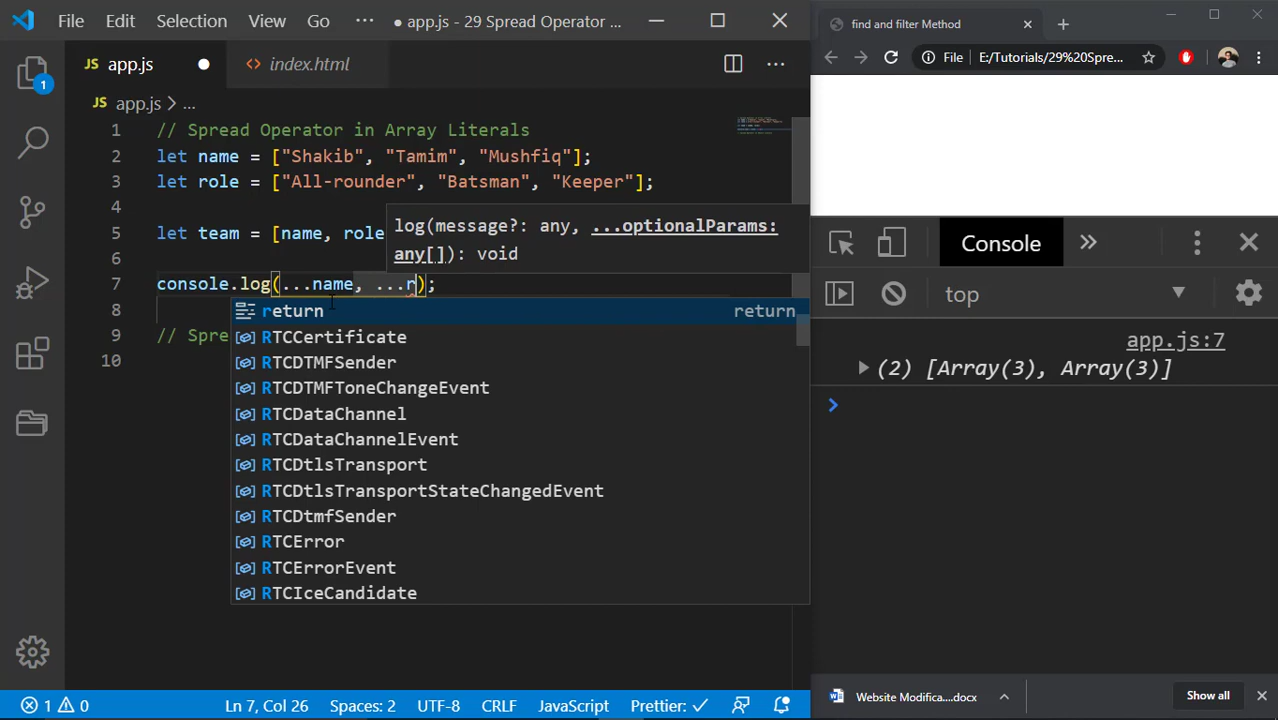 File Edit Selection View Go ··· ● app.js - 29 Spread Operator ...
JS app.js ● <> index.html ···
JS app.js > ...
1 // Spread Operator in Array Literals
2 let name = ["Shakib", "Tamim", "Mushfiq"];
3 let role = ["All-rounder", "Batsman", "Keeper"];
4
5 let team = [name, role
6
7 console.log(...name, ...r);
8
9 // Spre
10
log(message?: any, ...optionalParams:
any[]): void
return return
RTCCertificate
RTCDTMFSender
RTCDTMFToneChangeEvent
RTCDataChannel
RTCDataChannelEvent
RTCDtlsTransport
RTCDtlsTransportStateChangedEvent
RTCDtmfSender
RTCError
RTCErrorEvent
RTCIceCandidate
1
1 0 Ln 7, Col 26 Spaces: 2 UTF-8 CRLF JavaScript Prettier: ✓
find and filter Method
File E:/Tutorials/29%20Spre...
Console »
top
app.js:7
(2) [Array(3), Array(3)]
Website Modifica....docx Show all